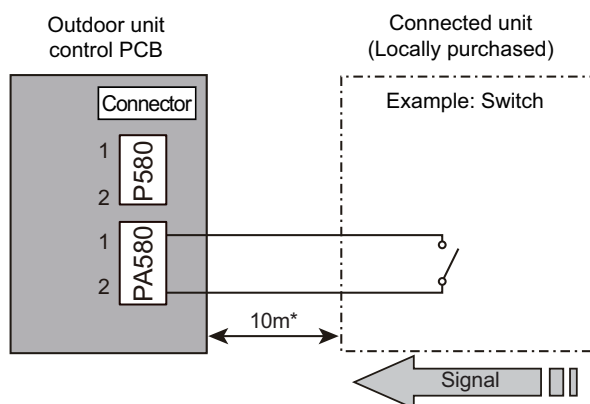 Outdoor unit
control PCB
Connected unit
(Locally purchased)
Connector
Example: Switch
1
2
P580
1
2
PA580
10m*
Signal